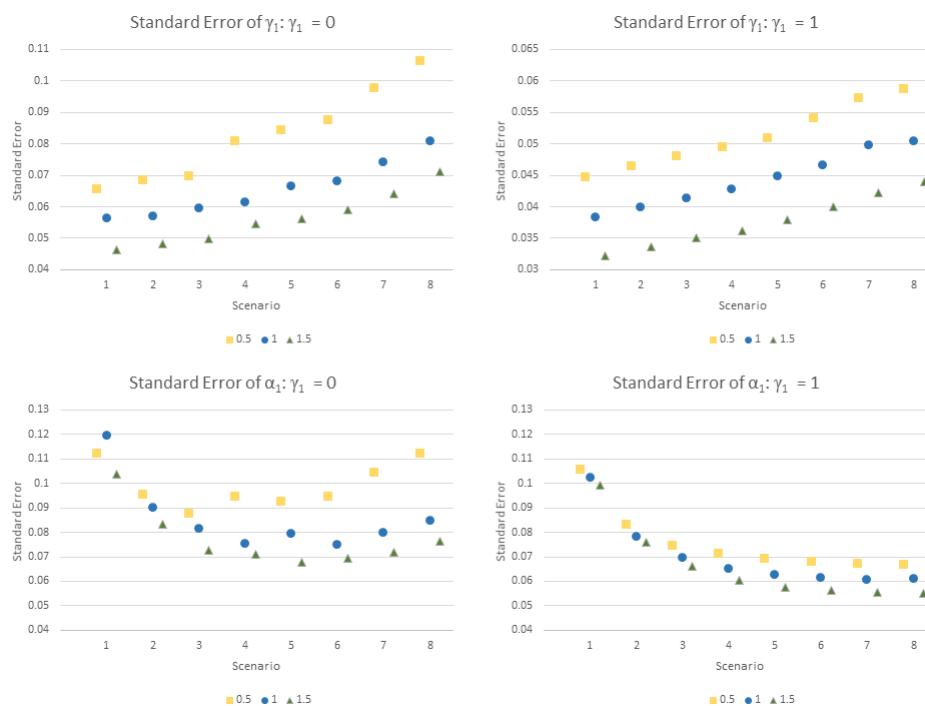 Standard Error of γ₁: γ₁ = 0
0.11
0.1
0.09
0.08
0.07
0.06
0.05
0.04
Standard Error
1 2 3 4 5 6 7 8
Scenario
0.5 1 1.5
Standard Error of γ₁: γ₁ = 1
0.065
0.06
0.055
0.05
0.045
0.04
0.035
0.03
Standard Error
1 2 3 4 5 6 7 8
Scenario
0.5 1 1.5
Standard Error of α₁: γ₁ = 0
0.13
0.12
0.11
0.1
0.09
0.08
0.07
0.06
0.05
0.04
Standard Error
1 2 3 4 5 6 7 8
Scenario
0.5 1 1.5
Standard Error of α₁: γ₁ = 1
0.13
0.12
0.11
0.1
0.09
0.08
0.07
0.06
0.05
0.04
Standard Error
1 2 3 4 5 6 7 8
Scenario
0.5 1 1.5